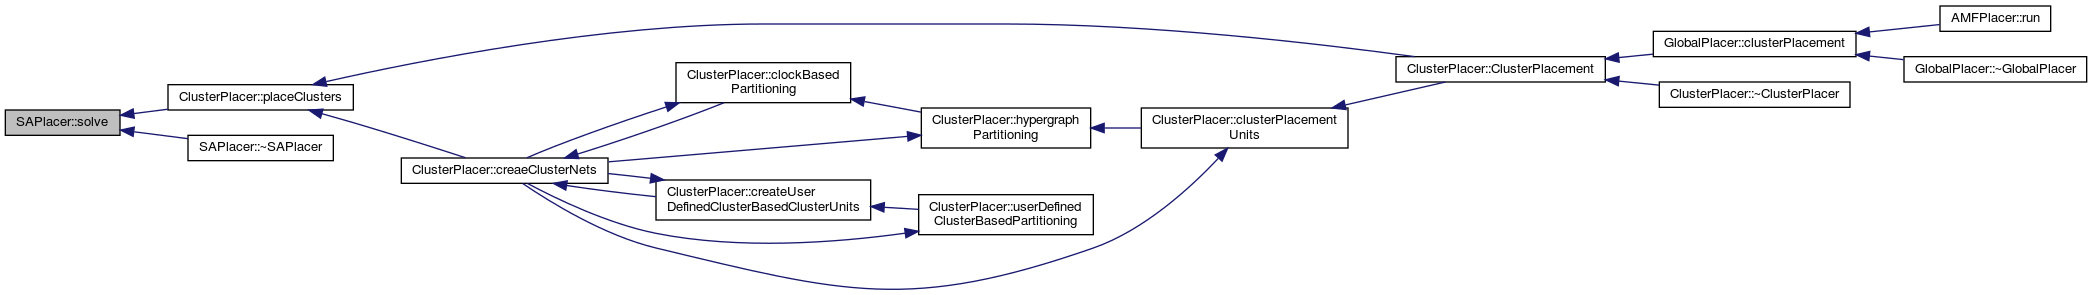 SAPlacer::solve
ClusterPlacer::placeClusters
SAPlacer::~SAPlacer
ClusterPlacer::creaeClusterNets
ClusterPlacer::clockBased
Partitioning
ClusterPlacer::createUser
DefinedClusterBasedClusterUnits
ClusterPlacer::hypergraph
Partitioning
ClusterPlacer::userDefined
ClusterBasedPartitioning
ClusterPlacer::clusterPlacement
Units
ClusterPlacer::ClusterPlacement
GlobalPlacer::clusterPlacement
ClusterPlacer::~ClusterPlacer
AMFPlacer::run
GlobalPlacer::~GlobalPlacer